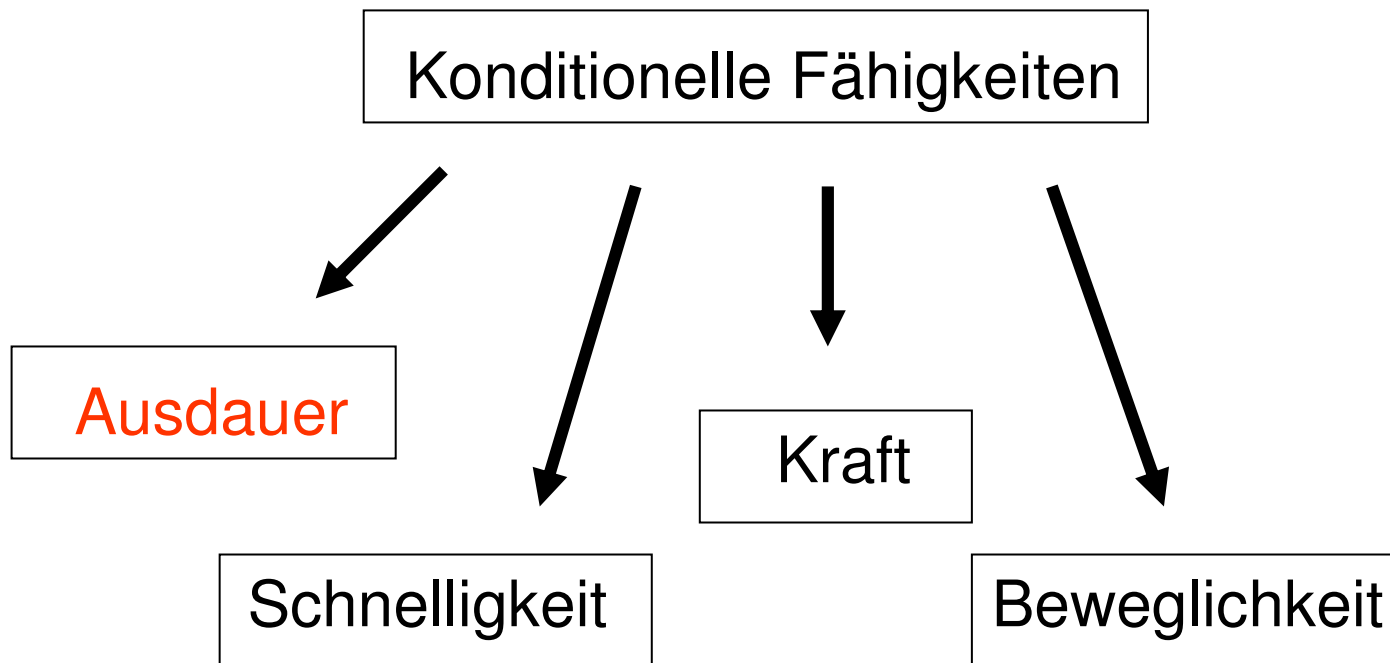 Konditionelle Fähigkeiten
Ausdauer
Kraft
Schnelligkeit
Beweglichkeit